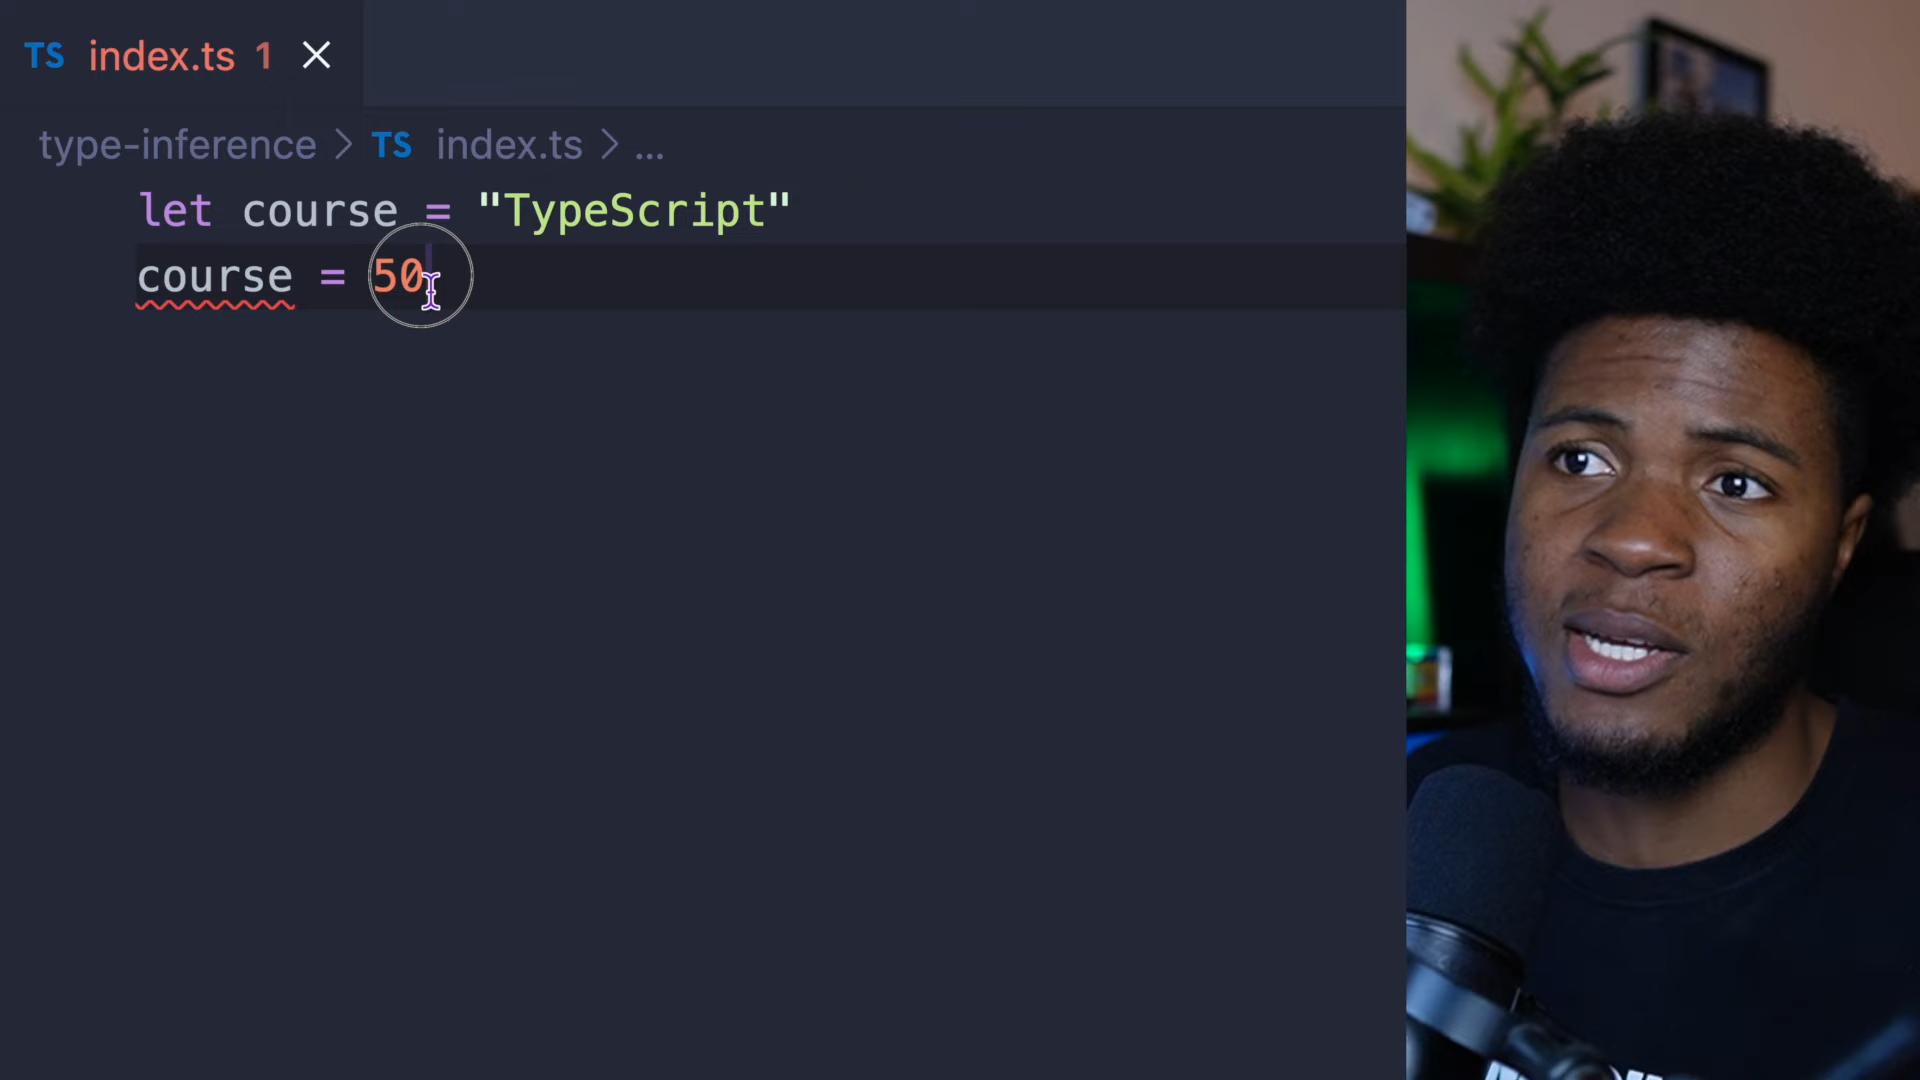 TS index.ts 1
type-inference > TS index.ts > ...
let course = "TypeScript"
course = 50